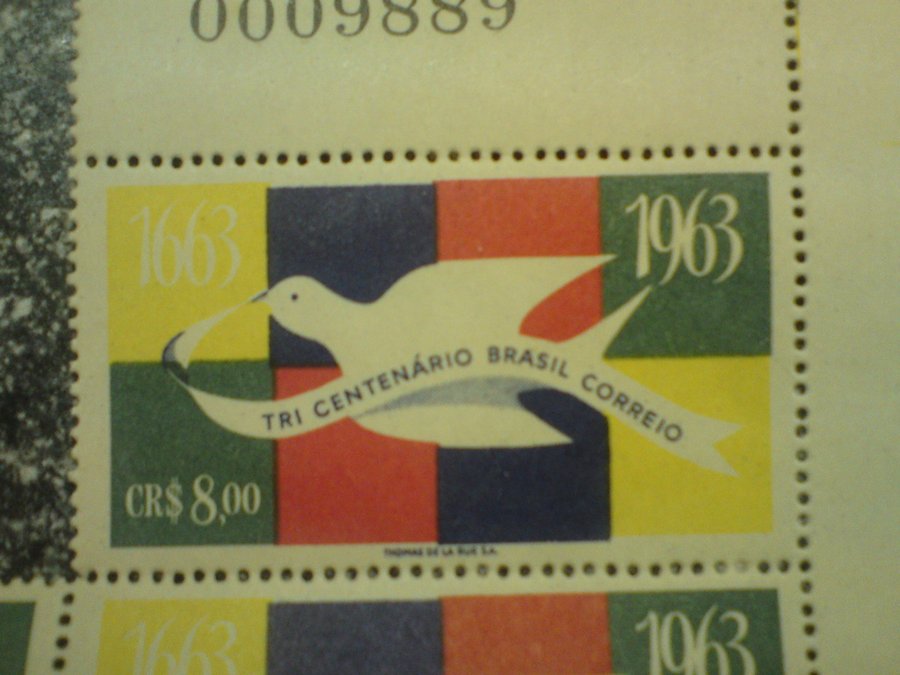 0009889
1663
1963
TRI CENTENÁRIO BRASIL CORREIO
CR$ 8,00
THOMAS DE LA RUE S.A.
1663
1963